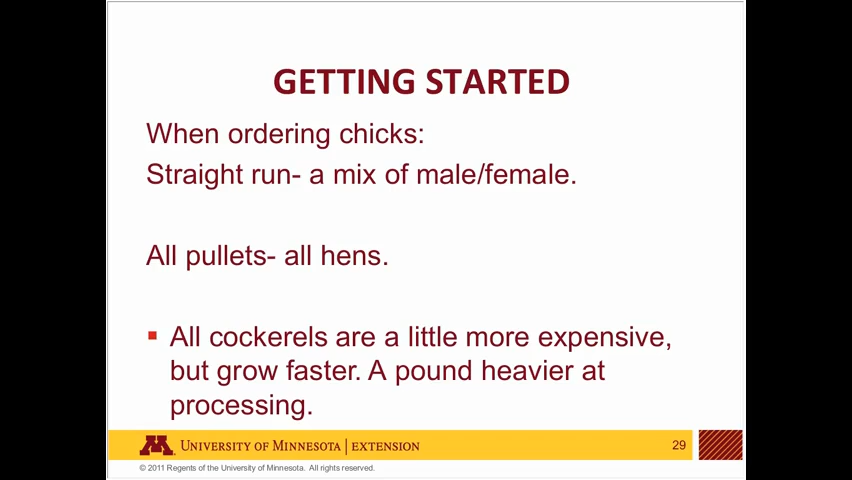 GETTING STARTED
When ordering chicks:
Straight run- a mix of male/female.
All pullets- all hens.
All cockerels are a little more expensive,
but grow faster. A pound heavier at
processing.
M UNIVERSITY OF MINNESOTA | EXTENSION
29
© 2011 Regents of the University of Minnesota. All rights reserved.